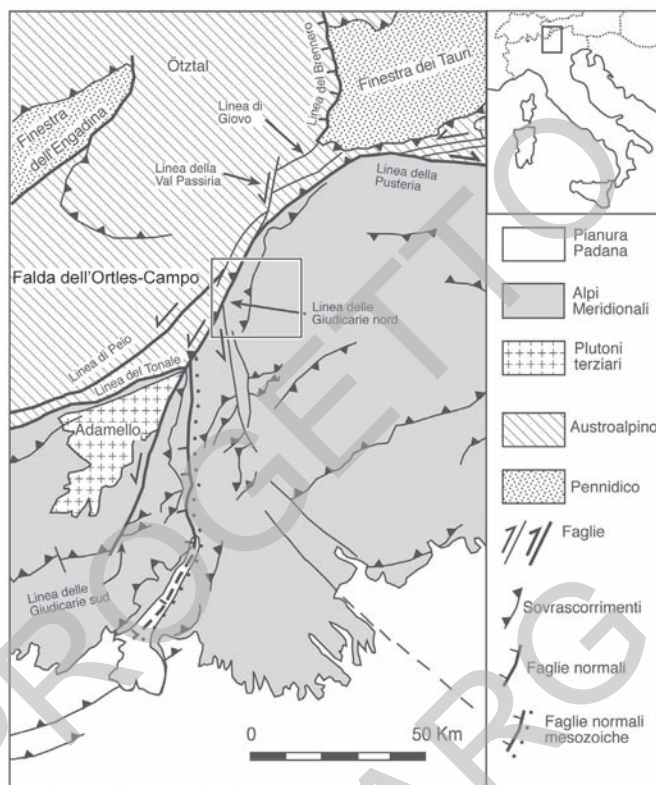 Ötztal
Linea del Brennero
Finestra dei Tauri
Finestra
dell'Engadina
Linea di
Giovo
Linea della
Val Passiria
Linea della
Pusteria
Falda dell'Ortles-Campo
Linea delle
Giudicarie nord
Linea di Peio
Linea del Tonale
Adamello
Linea delle
Giudicarie sud
0 50 Km
Pianura
Padana
Alpi
Meridionali
Plutoni
terziari
Austroalpino
Pennidico
Faglie
Sovrascorrimenti
Faglie normali
Faglie normali
mesozoiche
PROGETTO
CARG